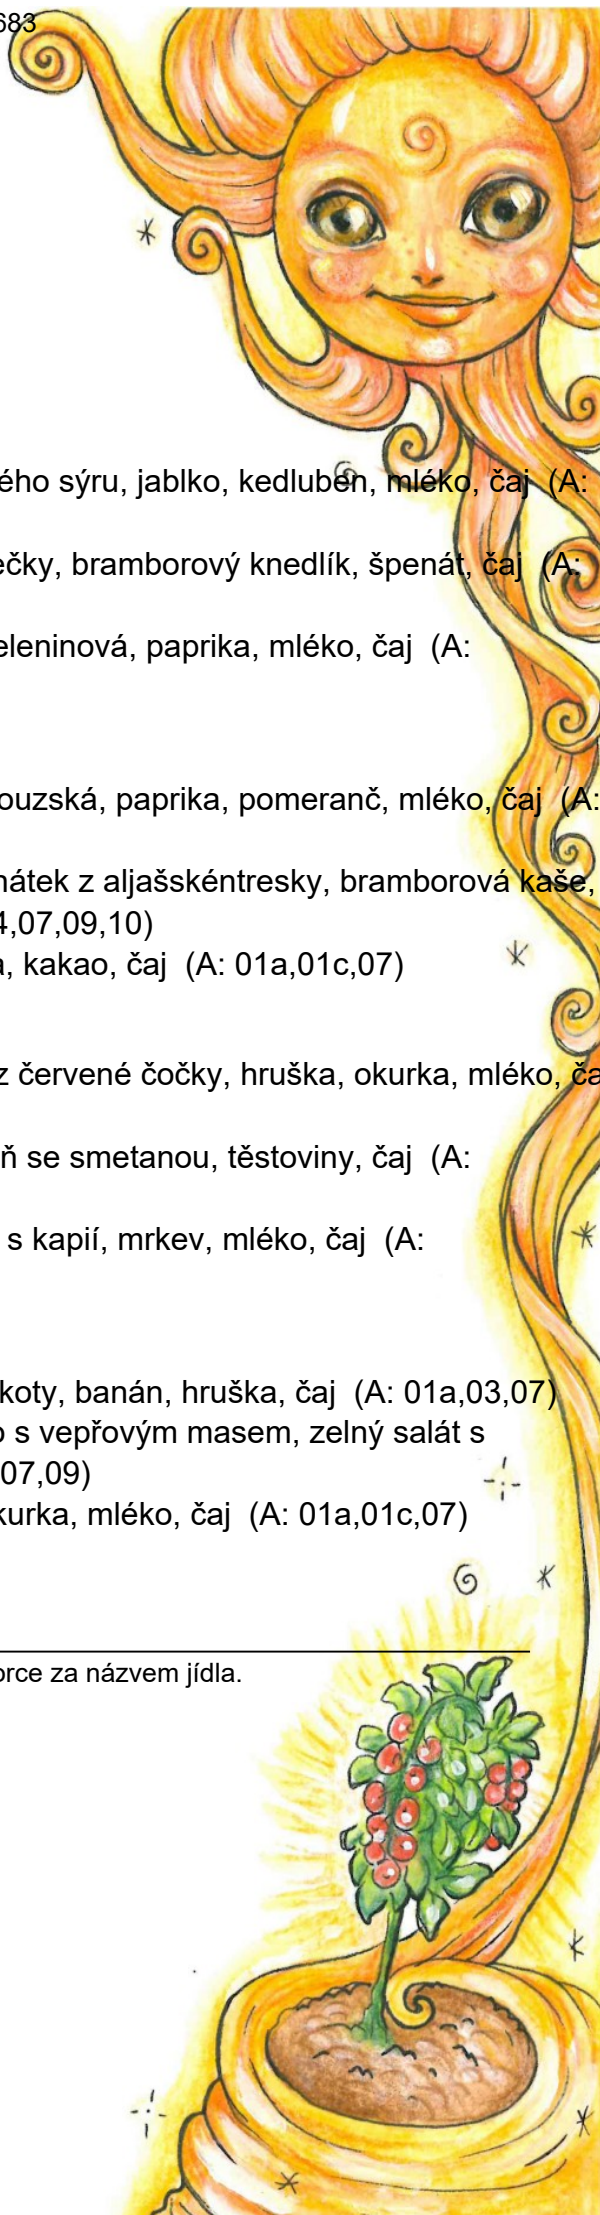 683
ého sýru, jablko, kedluben, mléko, čaj (A:
ečky, bramborový knedlík, špenát, čaj (A:
eleninová, paprika, mléko, čaj (A:
ouzská, paprika, pomeranč, mléko, čaj (A:
nátek z aljašskéntresky, bramborová kaše,
4,07,09,10)
a, kakao, čaj (A: 01a,01c,07)
z červené čočky, hruška, okurka, mléko, ča
ň se smetanou, těstoviny, čaj (A:
s kapií, mrkev, mléko, čaj (A:
koty, banán, hruška, čaj (A: 01a,03,07)
o s vepřovým masem, zelný salát s
07,09)
kurka, mléko, čaj (A: 01a,01c,07)
orce za názvem jídla.